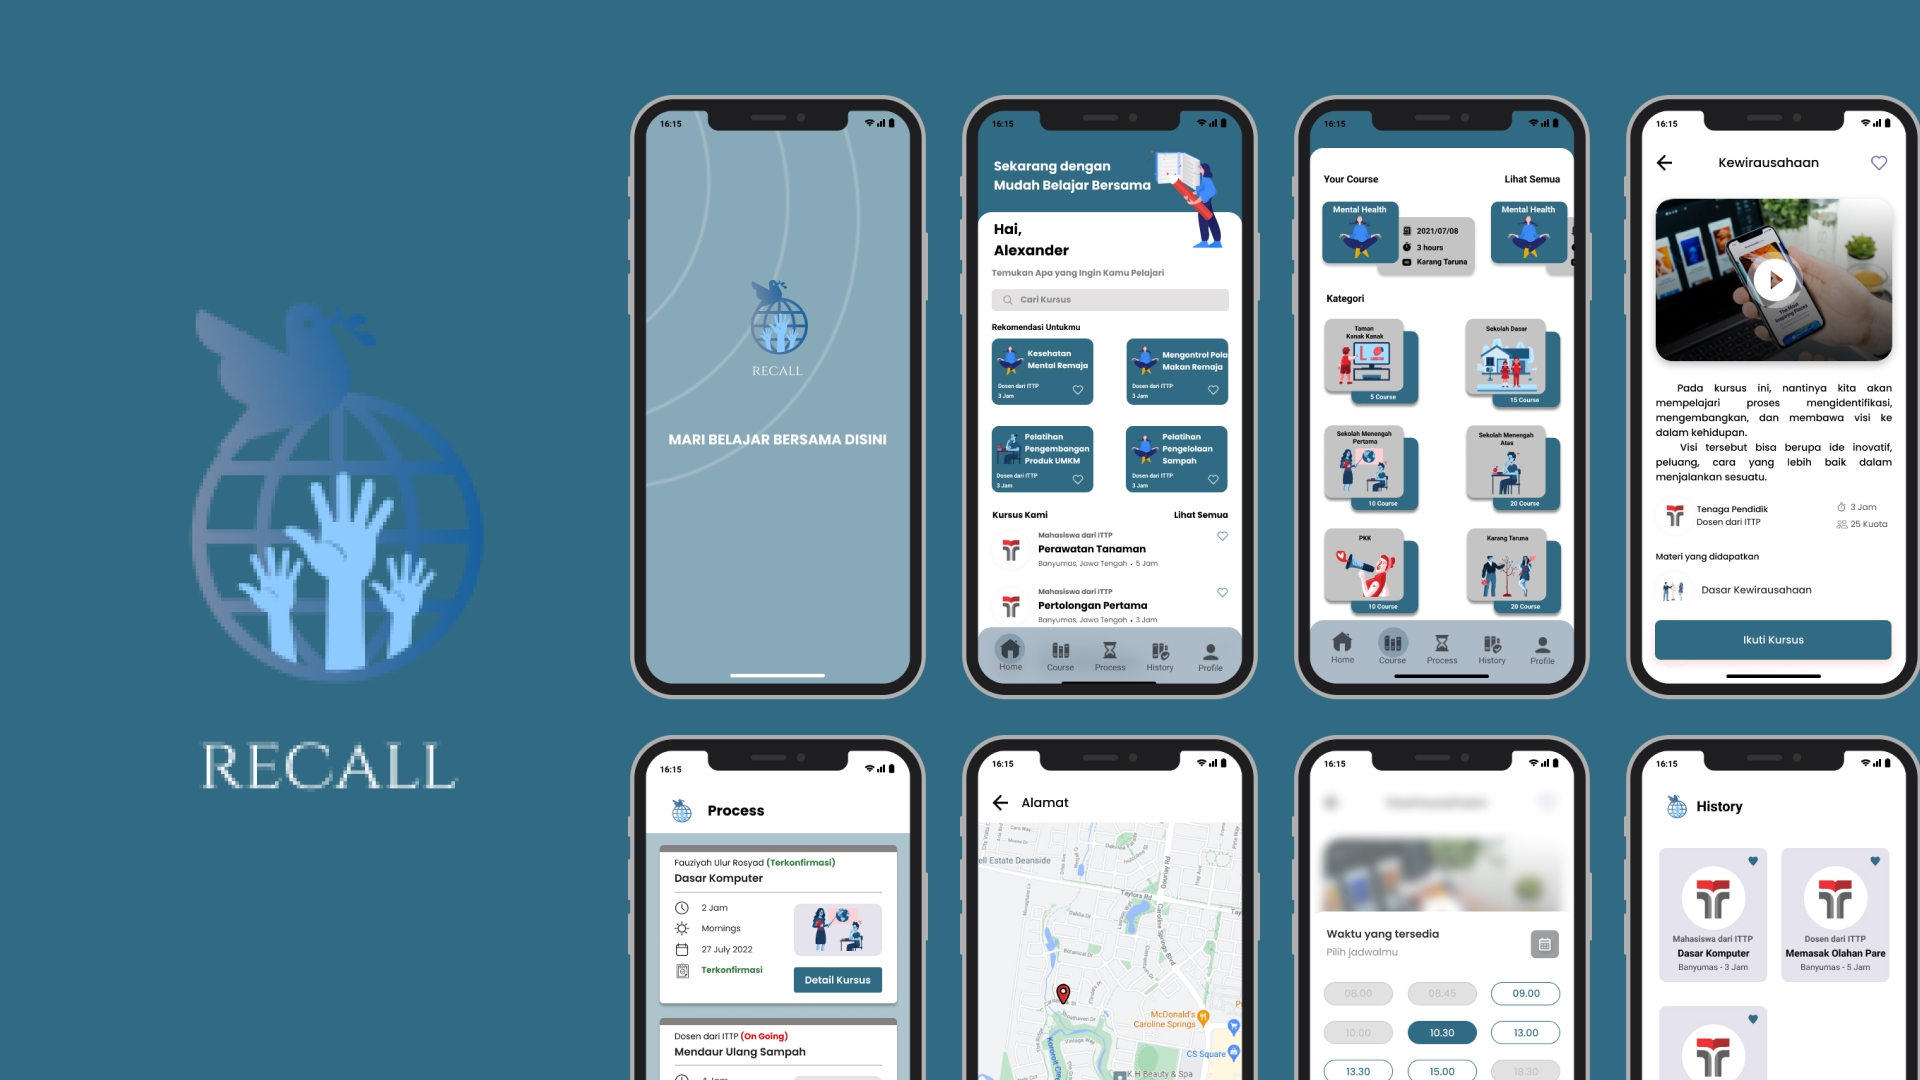 RECALL
16:15
RECALL
MARI BELAJAR BERSAMA DISINI
16:15
Sekarang dengan
Mudah Belajar Bersama
Hai,
Alexander
Temukan Apa yang Ingin Kamu Pelajari
Cari Kursus
Rekomendasi Untukmu
Kesehatan
Mental Remaja
Dosen dari ITTP
3 Jam
Mengontrol Pola
Makan Remaja
Dosen dari ITTP
3 Jam
Pelatihan
Pengembangan
Produk UMKM
Dosen dari ITTP
3 Jam
Pelatihan
Pengelolaan
Sampah
Dosen dari ITTP
3 Jam
Kursus Kami
Lihat Semua
Mahasiswa dari ITTP
Perawatan Tanaman
Banyumas, Jawa Tengah • 5 Jam
Mahasiswa dari ITTP
Pertolongan Pertama
Banyumas, Jawa Tengah • 3 Jam
Home
Course
Process
History
Profile
16:15
Your Course
Lihat Semua
Mental Health
2021/07/08
3 hours
Karang Taruna
Mental Health
Kategori
Taman
Kanak Kanak
5 Course
Sekolah Dasar
15 Course
Sekolah Menengah
Pertama
10 Course
Sekolah Menengah
Atas
20 Course
PKK
10 Course
Karang Taruna
20 Course
Home
Course
Process
History
Profile
16:15
Kewirausahaan
Pada kursus ini, nantinya kita akan
mempelajari proses mengidentifikasi,
mengembangkan, dan membawa visi ke
dalam kehidupan.
Visi tersebut bisa berupa ide inovatif,
peluang, cara yang lebih baik dalam
menjalankan sesuatu.
Tenaga Pendidik
Dosen dari ITTP
3 Jam
25 Kuota
Materi yang didapatkan
Dasar Kewirausahaan
Ikuti Kursus
16:15
Process
Fauziyah Ulur Rosyad (Terkonfirmasi)
Dasar Komputer
2 Jam
Mornings
27 July 2022
Terkonfirmasi
Detail Kursus
Dosen dari ITTP (On Going)
Mendaur Ulang Sampah
16:15
Alamat
ell Estate Deanside
Taylors Rd
Gourlay Rd
Caroline Springs Blvd
McDonald's
Caroline Springs
CS Square
K.H Beauty & Spa
16:15
Waktu yang tersedia
Pilih jadwalmu
08.00
08.45
09.00
10.00
10.30
13.00
13.30
15.00
18.30
16:15
History
Mahasiswa dari ITTP
Dasar Komputer
Banyumas - 3 Jam
Dosen dari ITTP
Memasak Olahan Pare
Banyumas - 5 Jam